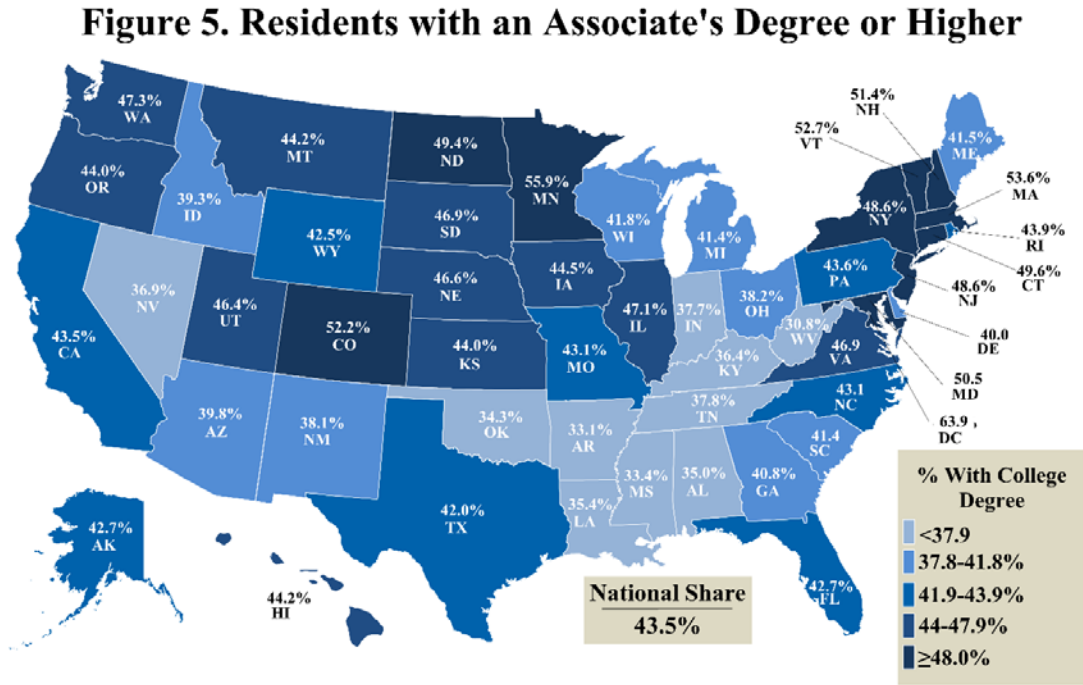 Figure 5. Residents with an Associate's Degree or Higher
47.3%
WA
44.0%
OR
39.3%
ID
44.2%
MT
49.4%
ND
55.9%
MN
46.9%
SD
42.5%
WY
46.6%
NE
44.5%
IA
41.8%
WI
41.4%
MI
51.4%
NH
52.7%
VT
41.5%
ME
53.6%
MA
48.6%
NY
43.9%
RI
49.6%
CT
48.6%
NJ
43.6%
PA
40.0
DE
50.5
MD
63.9 ,
DC
36.9%
NV
43.5%
CA
46.4%
UT
52.2%
CO
44.0%
KS
43.1%
MO
47.1%
IL
37.7%
IN
38.2%
OH
30.8%
WV
46.9
VA
36.4%
KY
37.8%
TN
43.1
NC
41.4
SC
39.8%
AZ
38.1%
NM
34.3%
OK
33.1%
AR
33.4%
MS
35.0%
AL
40.8%
GA
35.4%
LA
42.0%
TX
42.7%
FL
42.7%
AK
44.2%
HI
National Share
43.5%
% With College
Degree
<37.9
37.8-41.8%
41.9-43.9%
44-47.9%
≥48.0%